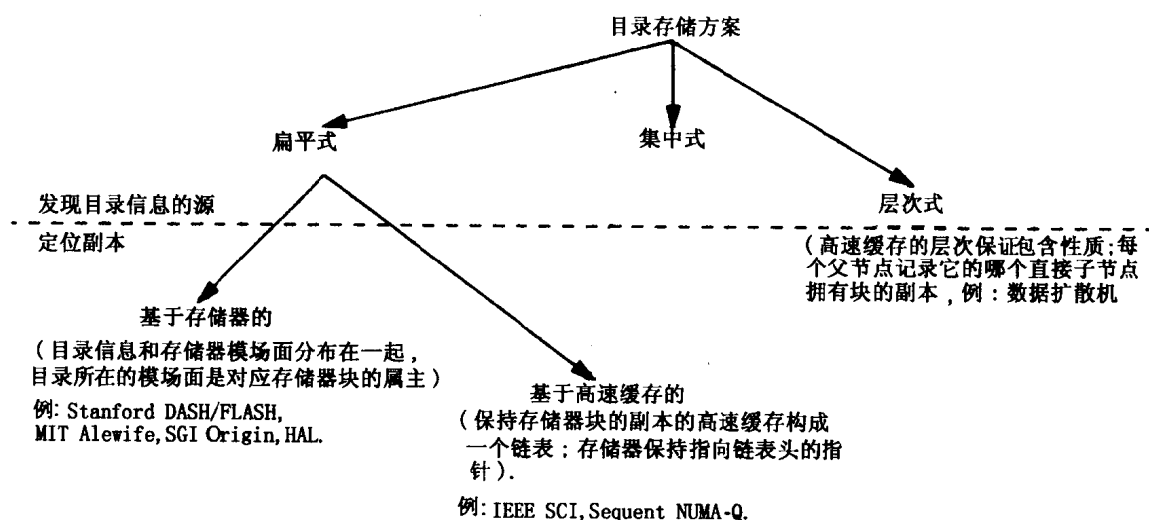 目录存储方案
扁平式
集中式
层次式
发现目录信息的源
定位副本
(高速缓存的层次保证包含性质;每
个父节点记录它的哪个直接子节点
拥有块的副本,例:数据扩散机
基于存储器的
(目录信息和存储器模场面分布在一起,
目录所在的模场面是对应存储器块的属主)
例: Stanford DASH/FLASH,
MIT Alewife,SGI Origin,HAL.
基于高速缓存的
(保持存储器块的副本的高速缓存构成
一个链表;存储器保持指向链表头的指
针).
例: IEEE SCI,Sequent NUMA-Q.